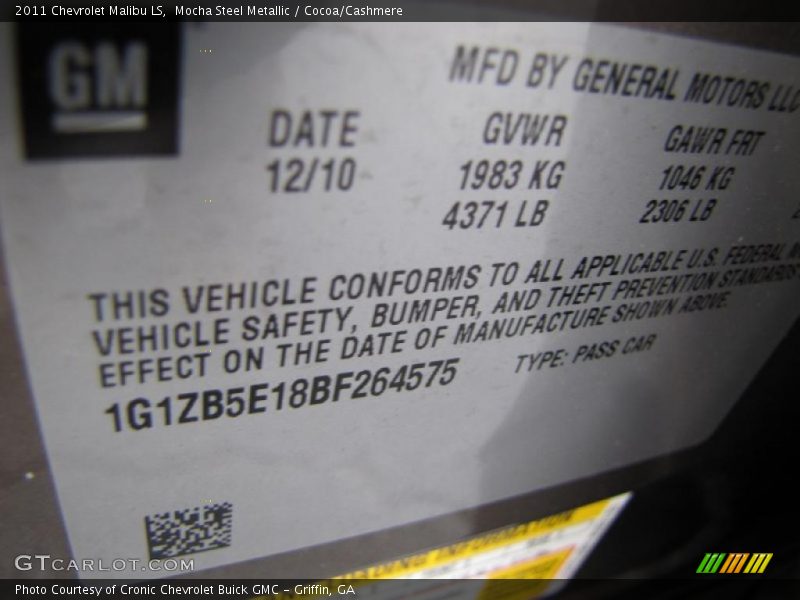 2011 Chevrolet Malibu LS, Mocha Steel Metallic / Cocoa/Cashmere
GM
MFD BY GENERAL MOTORS LLC
DATE GVWR GAWR FRT
12/10 1983 KG 1046 KG
4371 LB 2306 LB
THIS VEHICLE CONFORMS TO ALL APPLICABLE U.S. FEDERAL
VEHICLE SAFETY, BUMPER, AND THEFT PREVENTION STANDARDS
EFFECT ON THE DATE OF MANUFACTURE SHOWN ABOVE.
1G1ZB5E18BF264575 TYPE: PASS CAR
INFORMATION
GTCARLOT.COM
Photo Courtesy of Cronic Chevrolet Buick GMC - Griffin, GA